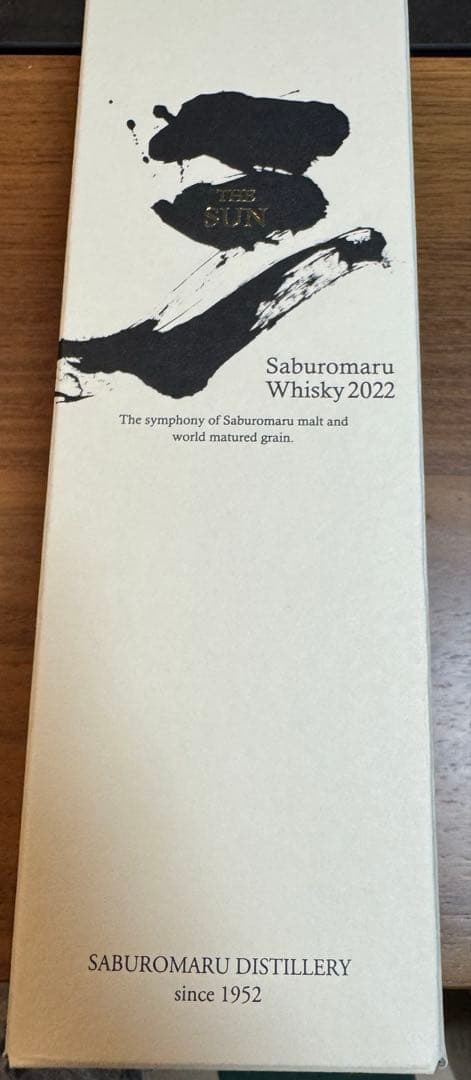 THE
SUN
Saburomaru
Whisky 2022
The symphony of Saburomaru malt and
world matured grain.
SABUROMARU DISTILLERY
since 1952